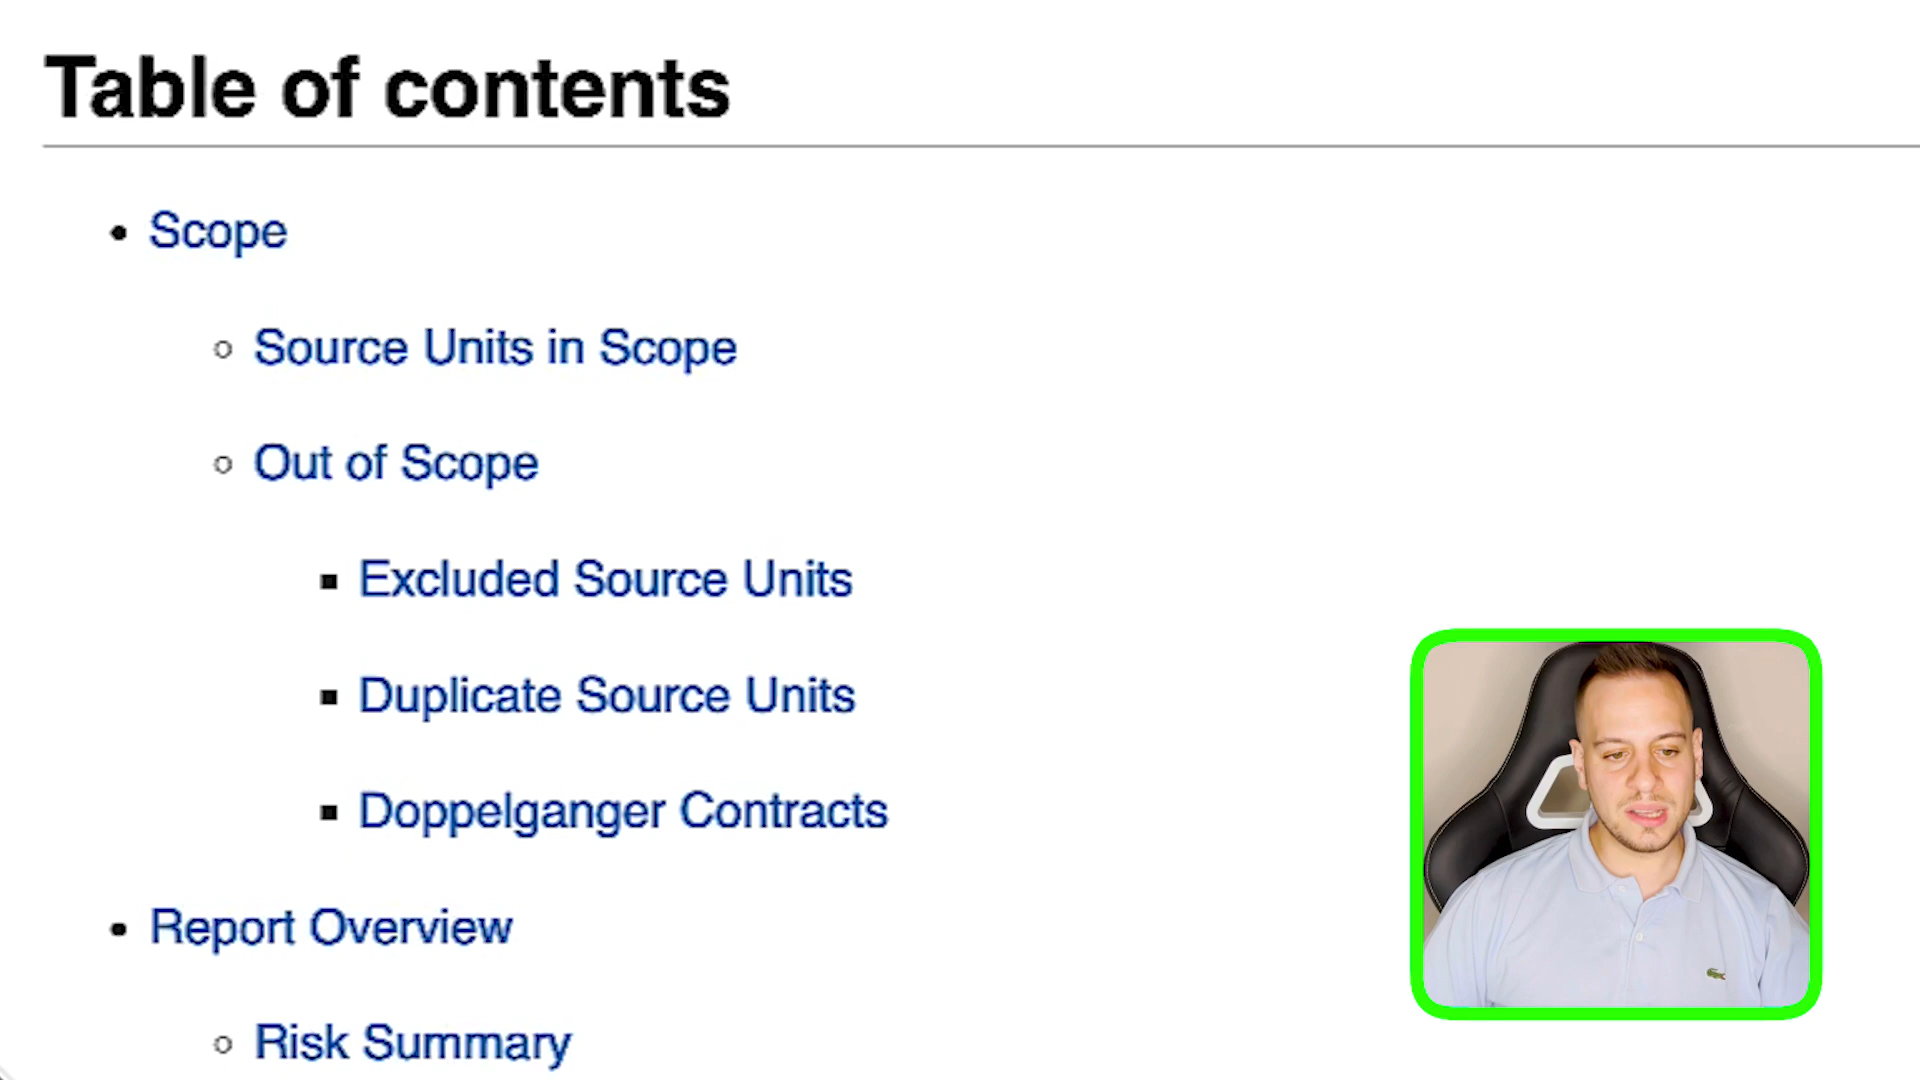 Table of contents
Scope
Source Units in Scope
Out of Scope
Excluded Source Units
Duplicate Source Units
Doppelganger Contracts
Report Overview
Risk Summary